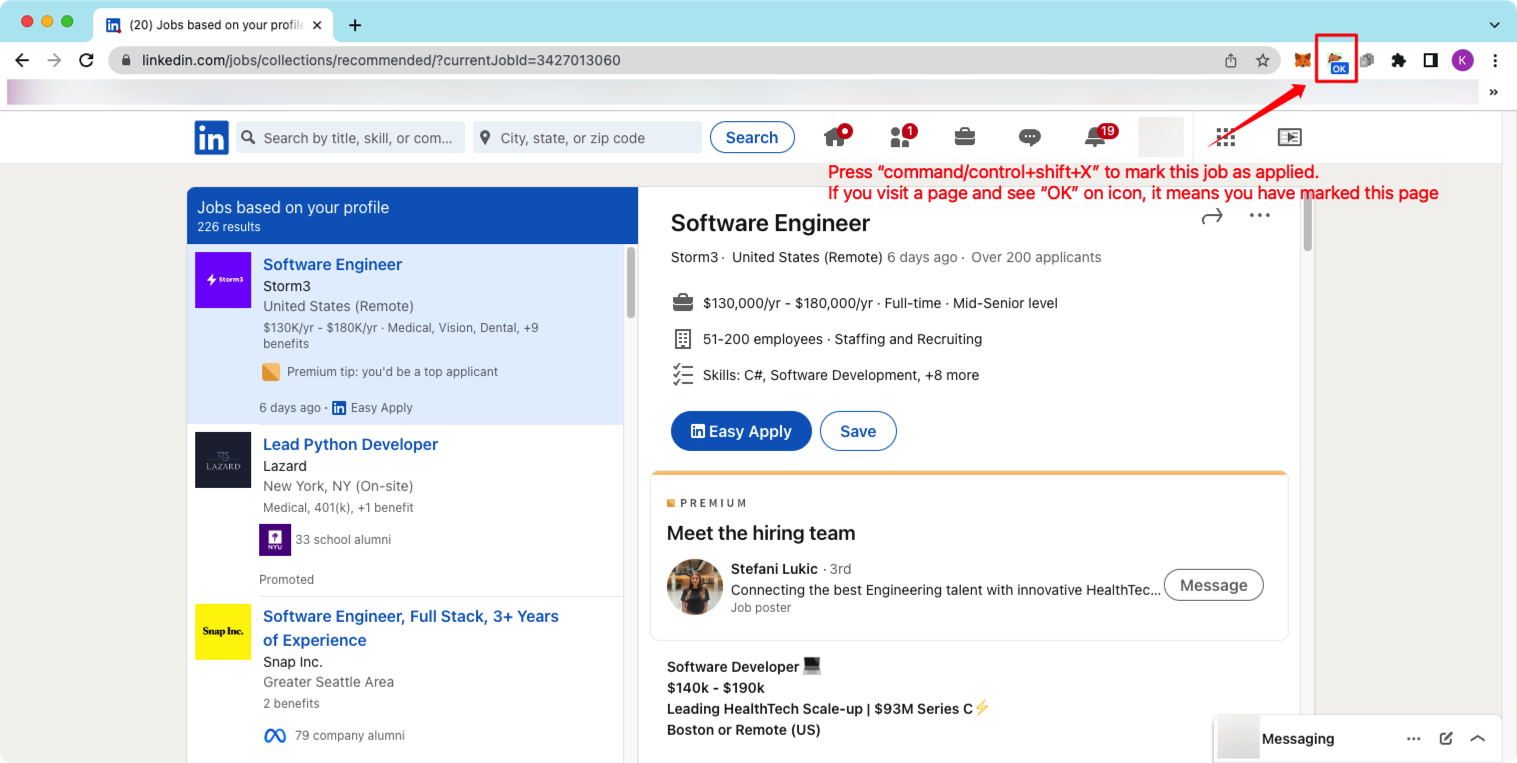 (20) Jobs based on your profile
linkedin.com/jobs/collections/recommended/?currentJobId=3427013060
OK
K
»
in
Search by title, skill, or com...
City, state, or zip code
Search
1
19
Press “command/control+shift+X” to mark this job as applied.
If you visit a page and see “OK” on icon, it means you have marked this page
Jobs based on your profile
226 results
Storm3
Software Engineer
Storm3
United States (Remote)
$130K/yr - $180K/yr · Medical, Vision, Dental, +9
benefits
Premium tip: you'd be a top applicant
6 days ago · in Easy Apply
LAZARD
Lead Python Developer
Lazard
New York, NY (On-site)
Medical, 401(k), +1 benefit
NYU
33 school alumni
Promoted
Snap Inc.
Software Engineer, Full Stack, 3+ Years
of Experience
Snap Inc.
Greater Seattle Area
2 benefits
79 company alumni
Software Engineer
Storm3 · United States (Remote) 6 days ago · Over 200 applicants
$130,000/yr - $180,000/yr · Full-time · Mid-Senior level
51-200 employees · Staffing and Recruiting
Skills: C#, Software Development, +8 more
in Easy Apply
Save
PREMIUM
Meet the hiring team
Stefani Lukic · 3rd
Connecting the best Engineering talent with innovative HealthTec...
Job poster
Message
Software Developer 💻
$140k - $190k
Leading HealthTech Scale-up | $93M Series C⚡
Boston or Remote (US)
Messaging